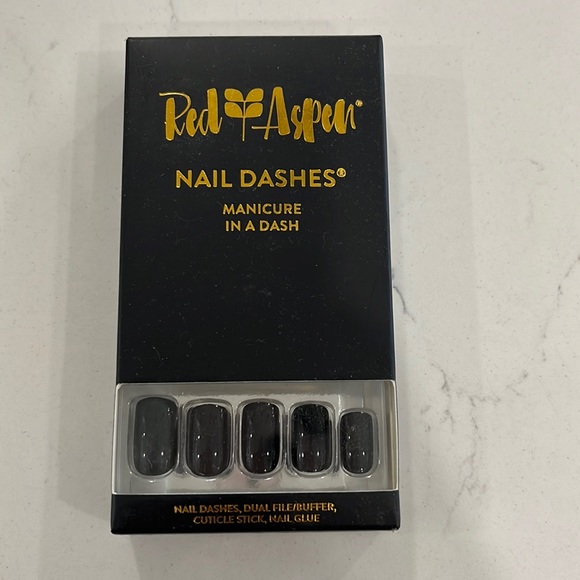 Red Aspen®
NAIL DASHES®
MANICURE
IN A DASH
NAIL DASHES, DUAL FILE/BUFFER,
CUTICLE STICK, NAIL GLUE